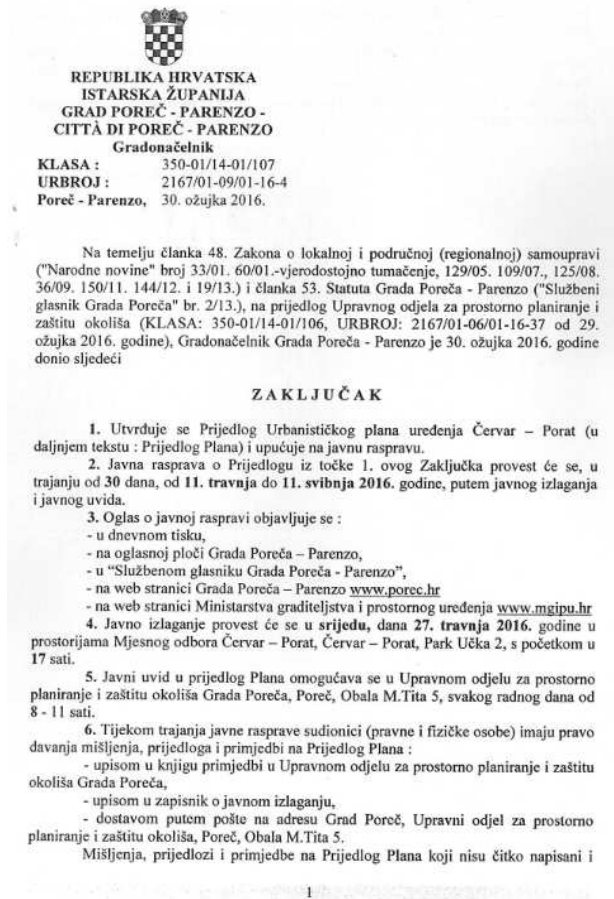 REPUBLIKA HRVATSKA
ISTARSKA ŽUPANIJA
GRAD POREČ - PARENZO -
CITTÀ DI POREČ - PARENZO
Gradonačelnik
KLASA : 350-01/14-01/107
URBROJ : 2167/01-09/01-16-4
Poreč - Parenzo, 30. ožujka 2016.
Na temelju članka 48. Zakona o lokalnoj i područnoj (regionalnoj) samoupravi
("Narodne novine" broj 33/01. 60/01.-vjerodostojno tumačenje, 129/05. 109/07., 125/08.
36/09. 150/11. 144/12. i 19/13.) i članka 53. Statuta Grada Poreča - Parenzo ("Službeni
glasnik Grada Poreča" br. 2/13.), na prijedlog Upravnog odjela za prostorno planiranje i
zaštitu okoliša (KLASA: 350-01/14-01/106, URBROJ: 2167/01-06/01-16-37 od 29.
ožujka 2016. godine), Gradonačelnik Grada Poreča - Parenzo je 30. ožujka 2016. godine
donio sljedeći
Z A K L J U Č A K
1. Utvrđuje se Prijedlog Urbanističkog plana uređenja Červar – Porat (u
daljnjem tekstu : Prijedlog Plana) i upućuje na javnu raspravu.
2. Javna rasprava o Prijedlogu iz točke 1. ovog Zaključka provest će se, u
trajanju od 30 dana, od 11. travnja do 11. svibnja 2016. godine, putem javnog izlaganja
i javnog uvida.
3. Oglas o javnoj raspravi objavljuje se :
- u dnevnom tisku,
- na oglasnoj ploči Grada Poreča – Parenzo,
- u “Službenom glasniku Grada Poreča - Parenzo”,
- na web stranici Grada Poreča – Parenzo www.porec.hr
- na web stranici Ministarstva graditeljstva i prostornog uređenja www.mgipu.hr
4. Javno izlaganje provest će se u srijedu, dana 27. travnja 2016. godine u
prostorijama Mjesnog odbora Červar – Porat, Červar – Porat, Park Učka 2, s početkom u
17 sati.
5. Javni uvid u prijedlog Plana omogućava se u Upravnom odjelu za prostorno
planiranje i zaštitu okoliša Grada Poreča, Poreč, Obala M.Tita 5, svakog radnog dana od
8 - 11 sati.
6. Tijekom trajanja javne rasprave sudionici (pravne i fizičke osobe) imaju pravo
davanja mišljenja, prijedloga i primjedbi na Prijedlog Plana :
- upisom u knjigu primjedbi u Upravnom odjelu za prostorno planiranje i zaštitu
okoliša Grada Poreča,
- upisom u zapisnik o javnom izlaganju,
- dostavom putem pošte na adresu Grad Poreč, Upravni odjel za prostorno
planiranje i zaštitu okoliša, Poreč, Obala M.Tita 5.
Mišljenja, prijedlozi i primjedbe na Prijedlog Plana koji nisu čitko napisani i
1